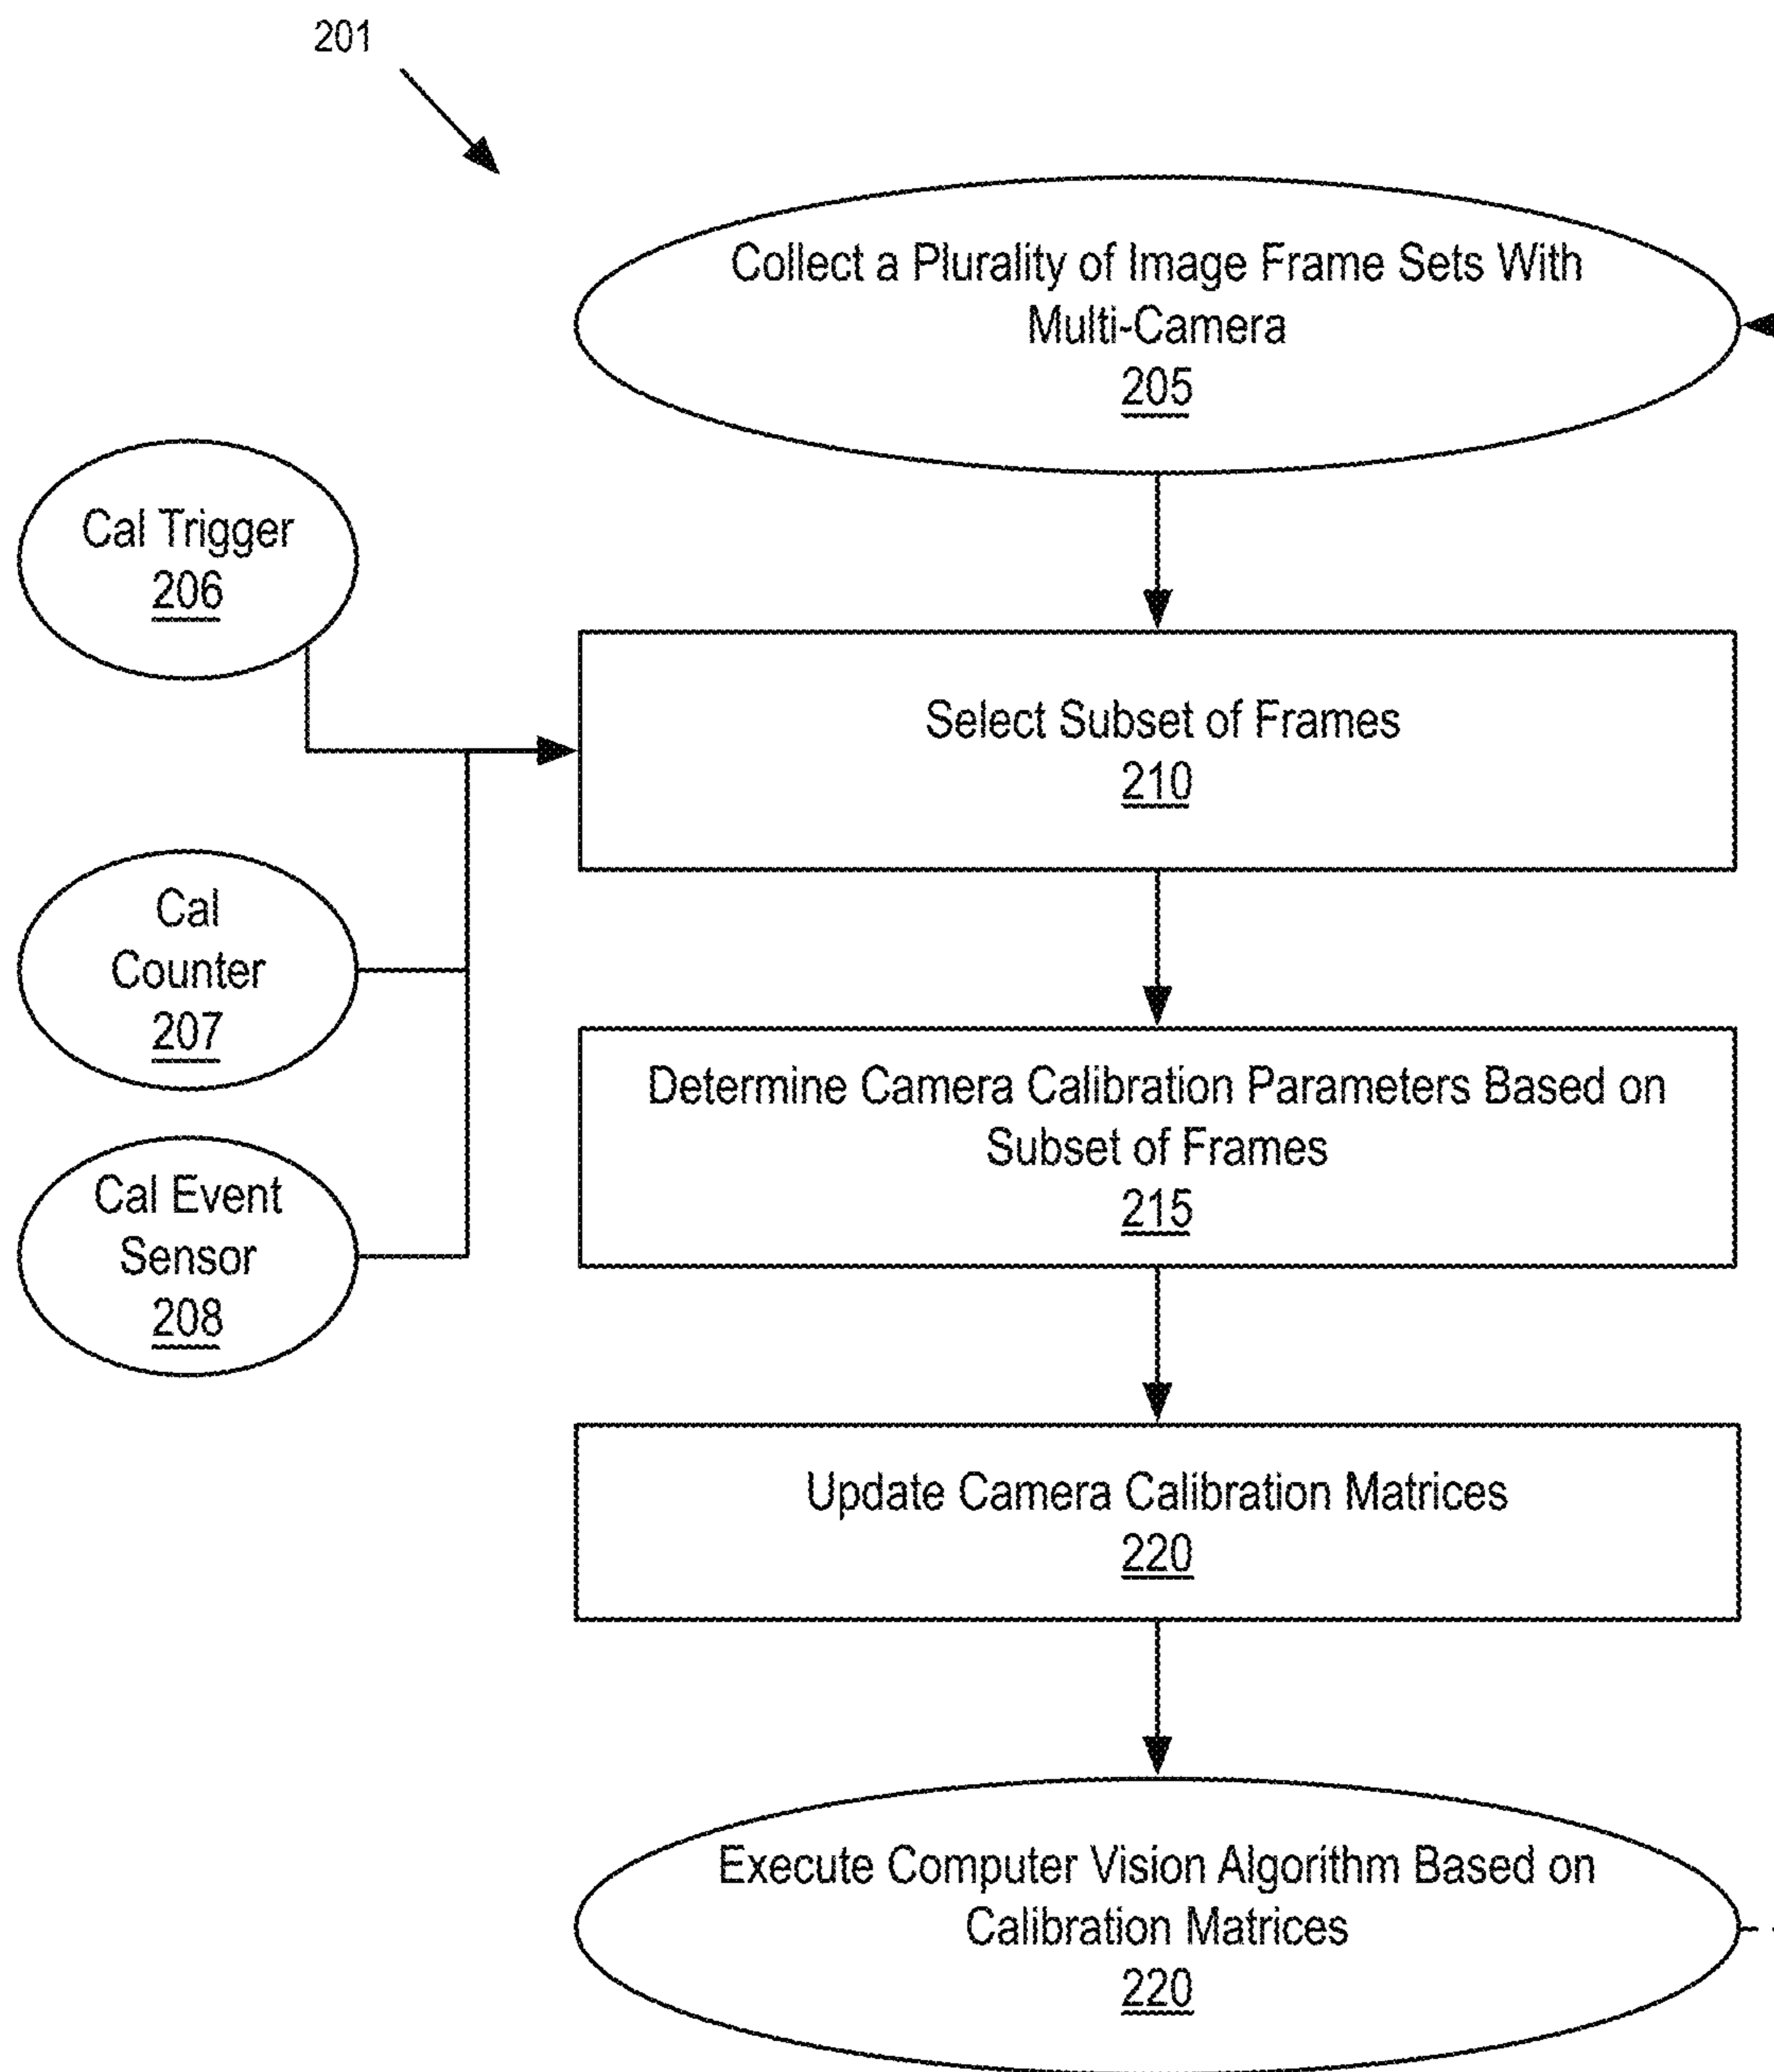 201
Collect a Plurality of Image Frame Sets With
Multi-Camera
205
Cal Trigger
206
Select Subset of Frames
210
Cal
Counter
207
Determine Camera Calibration Parameters Based on
Subset of Frames
215
Cal Event
Sensor
208
Update Camera Calibration Matrices
220
Execute Computer Vision Algorithm Based on
Calibration Matrices
220